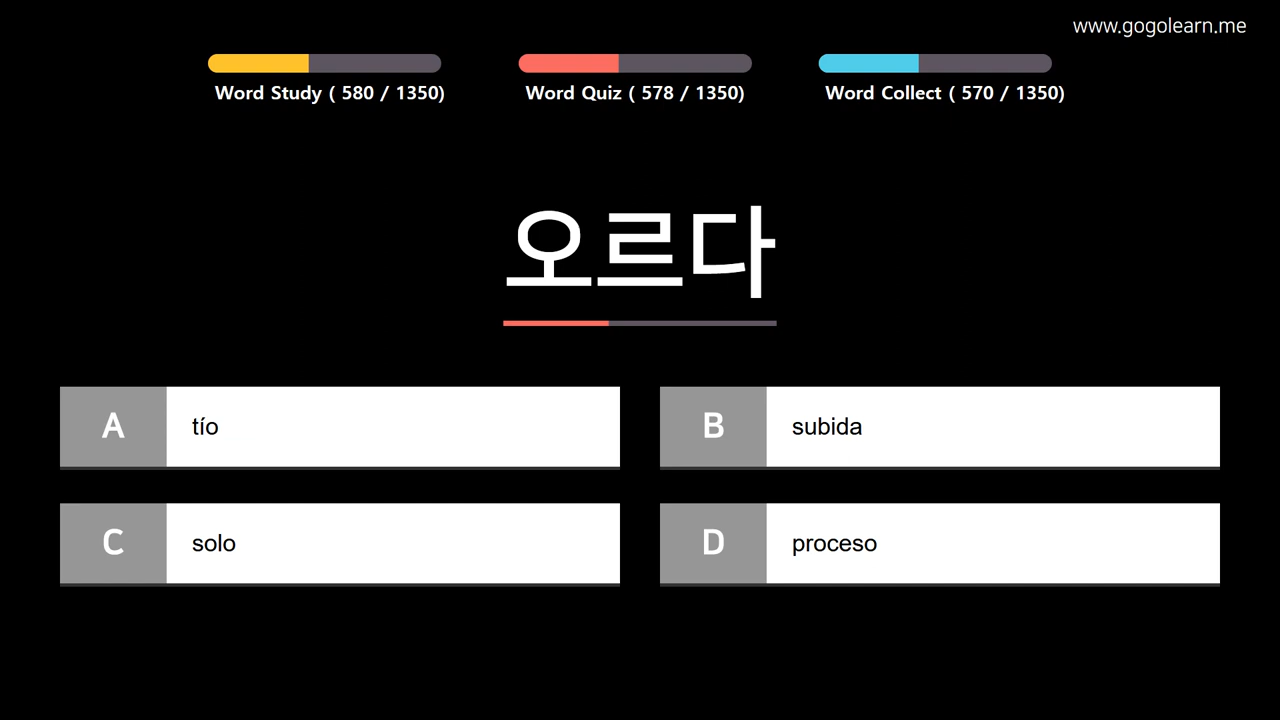 www.gogolearn.me
Word Study ( 580 / 1350)
Word Quiz ( 578 / 1350)
Word Collect ( 570 / 1350)
오르다
A tío
B subida
C solo
D proceso